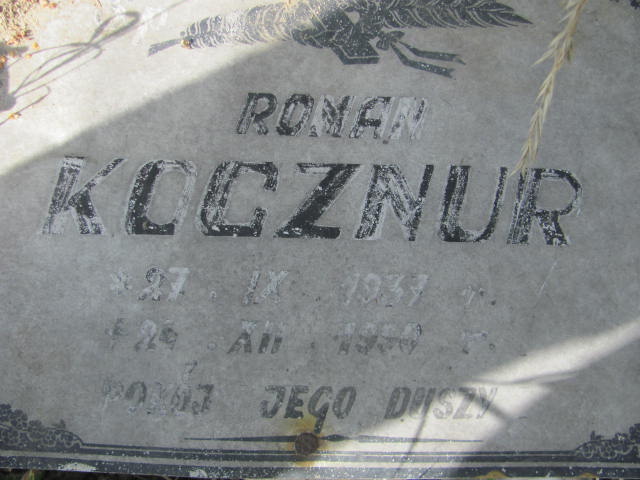 ROMAN
KOCZNUR
* 27. IX. 1937 r.
XII. r.
POKÓJ JEGO DUSZY